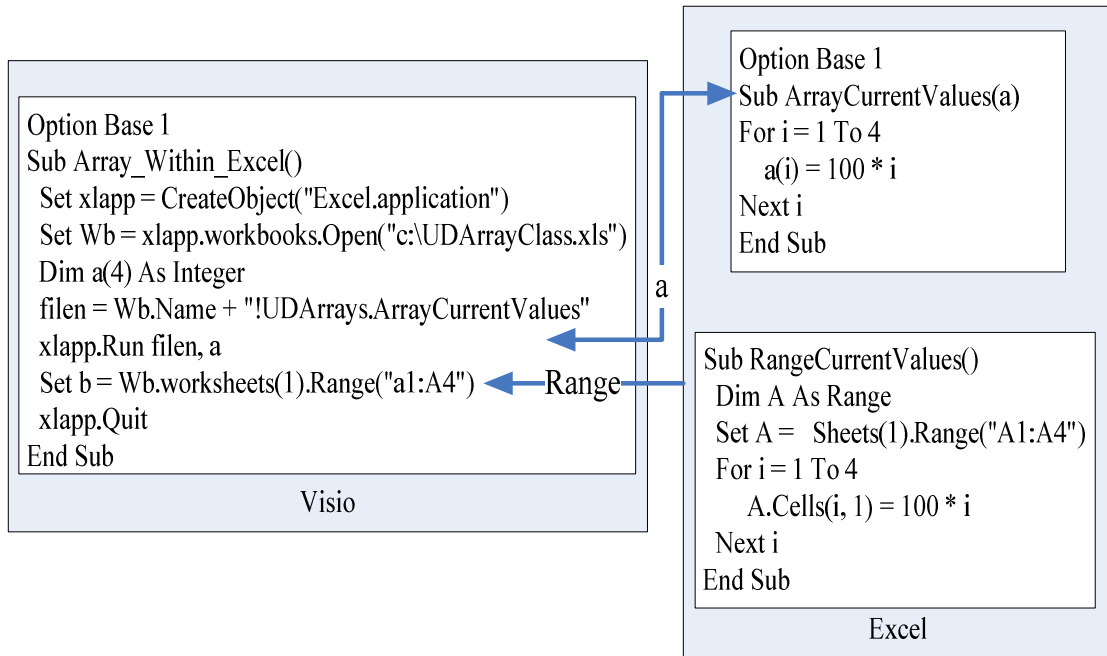 Option Base 1
Sub Array_Within_Excel()
Set xlapp = CreateObject("Excel.application")
Set Wb = xlapp.workbooks.Open("c:\UDArrayClass.xls")
Dim a(4) As Integer
filen = Wb.Name + "!UDArrays.ArrayCurrentValues"
xlapp.Run filen, a
Set b = Wb.worksheets(1).Range("a1:A4")
xlapp.Quit
End Sub
Visio
a
Range
Option Base 1
Sub ArrayCurrentValues(a)
For i = 1 To 4
a(i) = 100 * i
Next i
End Sub
Sub RangeCurrentValues()
Dim A As Range
Set A = Sheets(1).Range("A1:A4")
For i = 1 To 4
A.Cells(i, 1) = 100 * i
Next i
End Sub
Excel